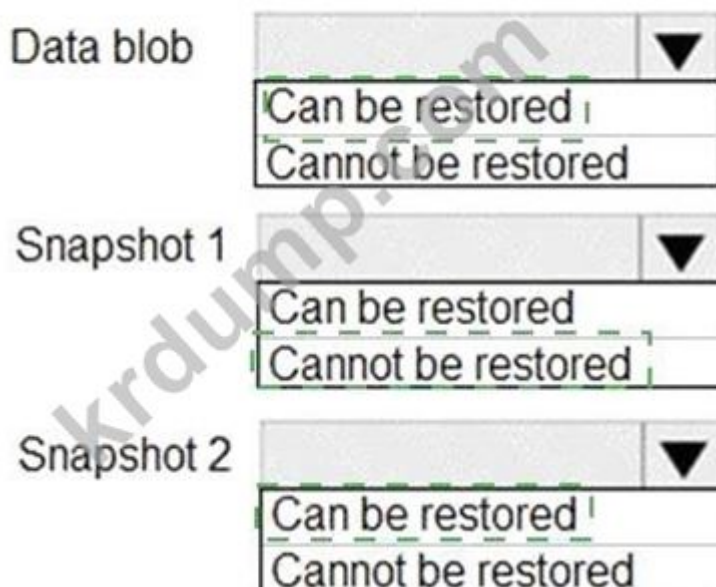 Data blob
Can be restored
Cannot be restored
Snapshot 1
Can be restored
Cannot be restored
Snapshot 2
Can be restored
Cannot be restored
krdump.com